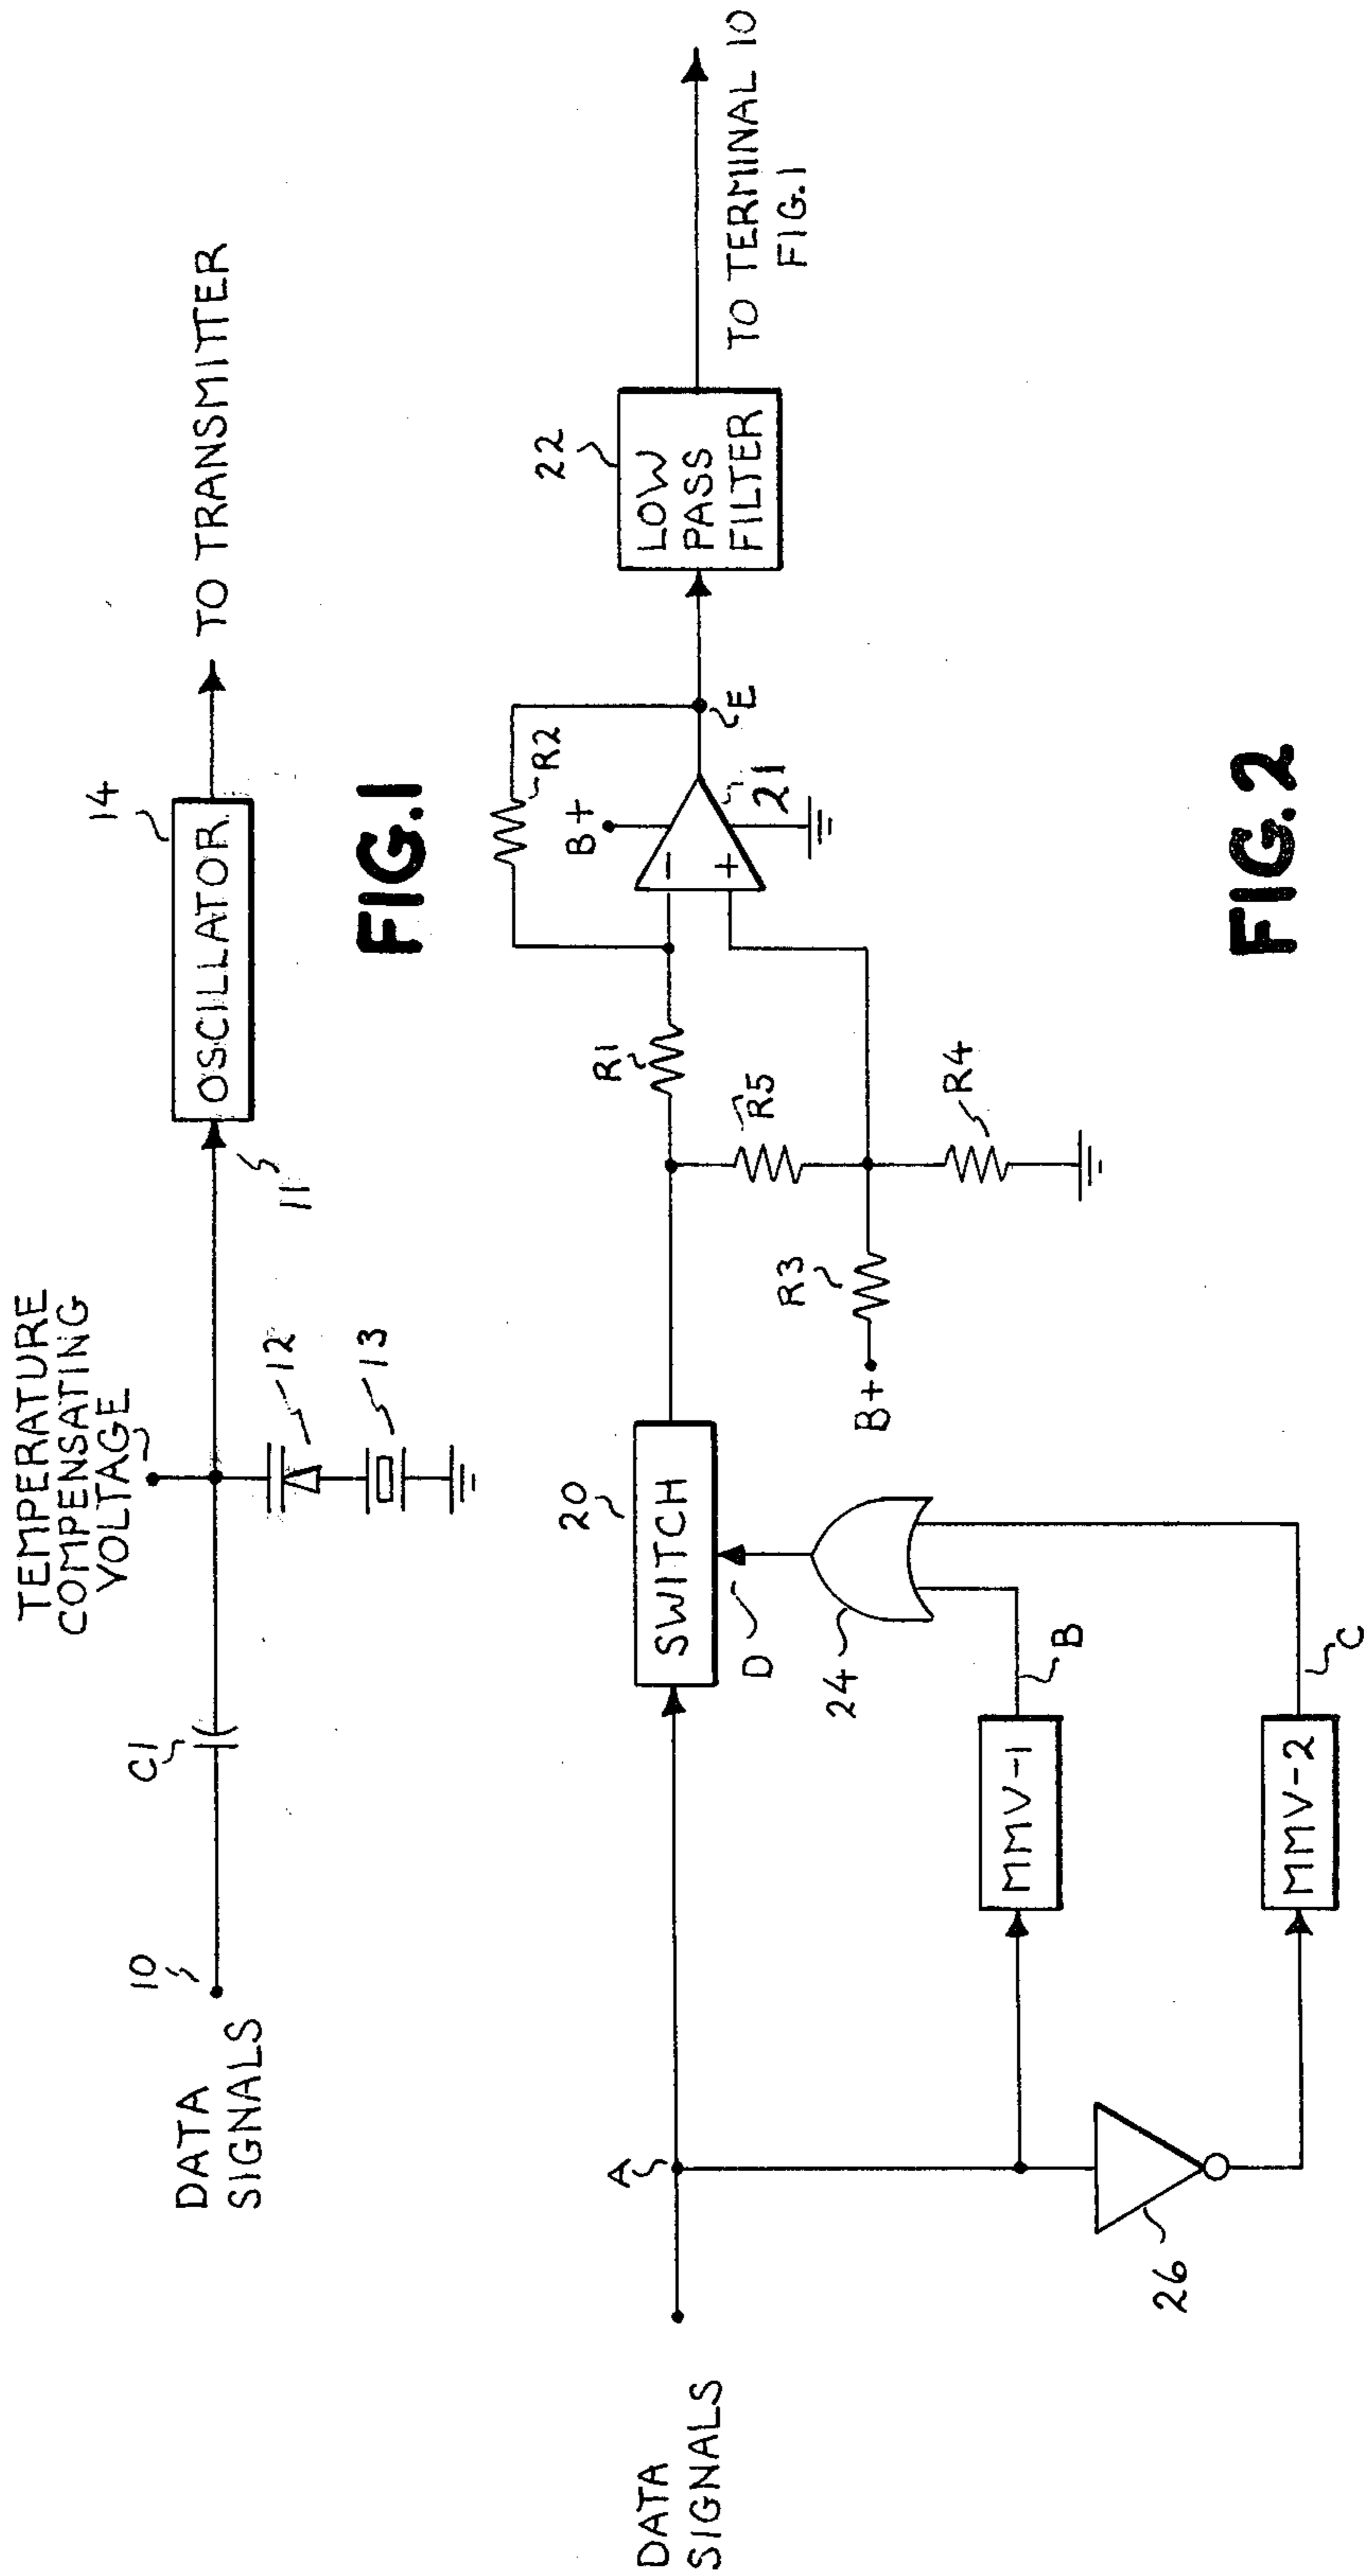 TEMPERATURE
COMPENSATING
VOLTAGE
DATA
SIGNALS
10
C1
12
13
11
14
OSCILLATOR
TO TRANSMITTER
FIG.1
DATA
SIGNALS
A
26
MMV-1
MMV-2
B
C
24
D
20
SWITCH
B+
R3
R5
R4
R1
R2
B+
-
+
21
E
22
LOW
PASS
FILTER
TO TERMINAL 10
FIG.1
FIG.2